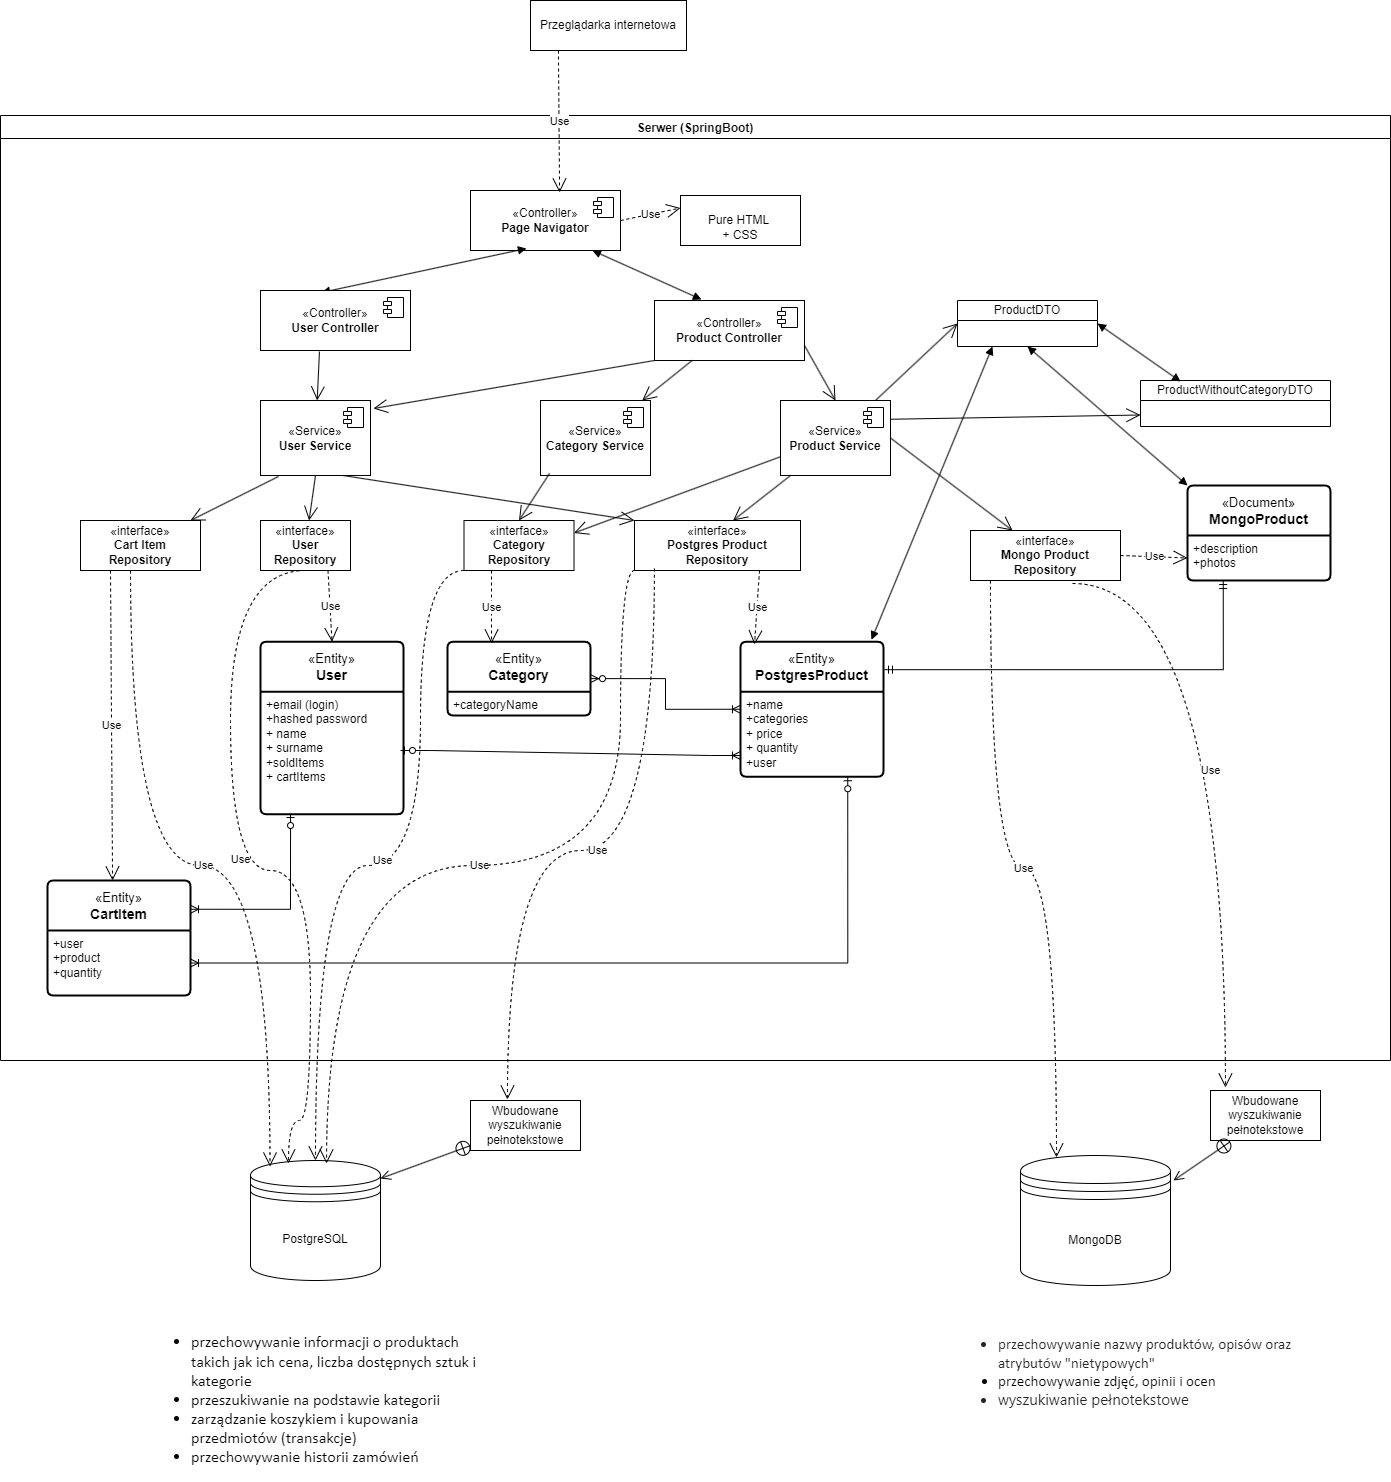 Przeglądarka internetowa
Use
Serwer (SpringBoot)
«Controller»
Page Navigator
Use
Pure HTML
+ CSS
«Controller»
User Controller
«Controller»
Product Controller
ProductDTO
ProductWithoutCategoryDTO
«Service»
User Service
«Service»
Category Service
«Service»
Product Service
«Document»
MongoProduct
+description
+photos
«interface»
Cart Item
Repository
«interface»
User
Repository
«interface»
Category
Repository
«interface»
Postgres Product
Repository
«interface»
Mongo Product
Repository
Use
Use
Use
Use
«Entity»
User
+email (login)
+hashed password
+ name
+ surname
+soldItems
+ cartItems
«Entity»
Category
+categoryName
«Entity»
PostgresProduct
+name
+categories
+ price
+ quantity
+user
Use
Use
Use
Use
Use
Use
Use
Use
«Entity»
CartItem
+user
+product
+quantity
Wbudowane
wyszukiwanie
pełnotekstowe
Wbudowane
wyszukiwanie
pełnotekstowe
PostgreSQL
MongoDB
• przechowywanie informacji o produktach
takich jak ich cena, liczba dostępnych sztuk i
kategorie
• przeszukiwanie na podstawie kategorii
• zarządzanie koszykiem i kupowania
przedmiotów (transakcje)
• przechowywanie historii zamówień
• przechowywanie nazwy produktów, opisów oraz
atrybutów "nietypowych"
• przechowywanie zdjęć, opinii i ocen
• wyszukiwanie pełnotekstowe